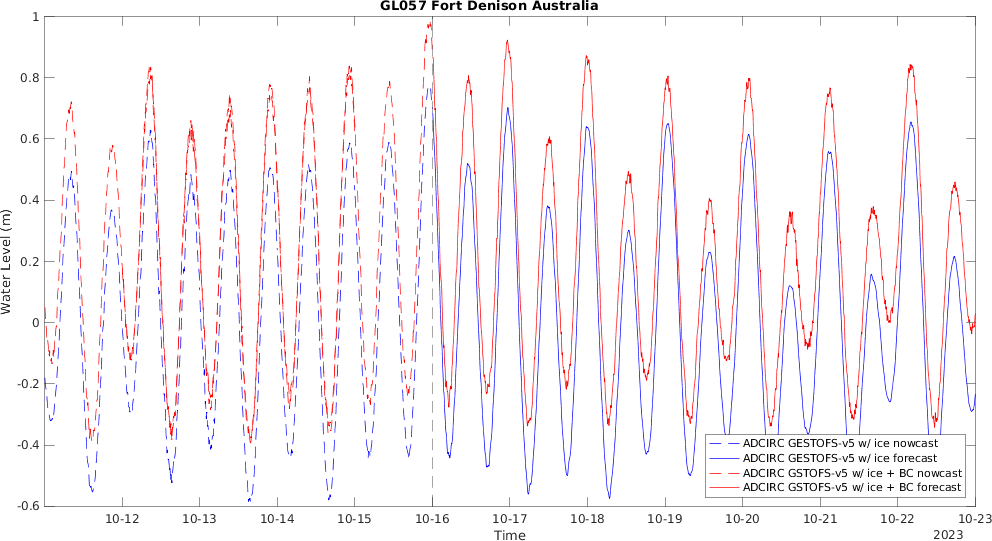 GL057 Fort Denison Australia
1
0.8
0.6
0.4
0.2
0
-0.2
-0.4
-0.6
Water Level (m)
ADCIRC GESTOFS-v5 w/ ice nowcast
ADCIRC GESTOFS-v5 w/ ice forecast
ADCIRC GSTOFS-v5 w/ ice + BC nowcast
ADCIRC GSTOFS-v5 w/ ice + BC forecast
10-12 10-13 10-14 10-15 10-16 10-17 10-18 10-19 10-20 10-21 10-22 10-23
Time
2023